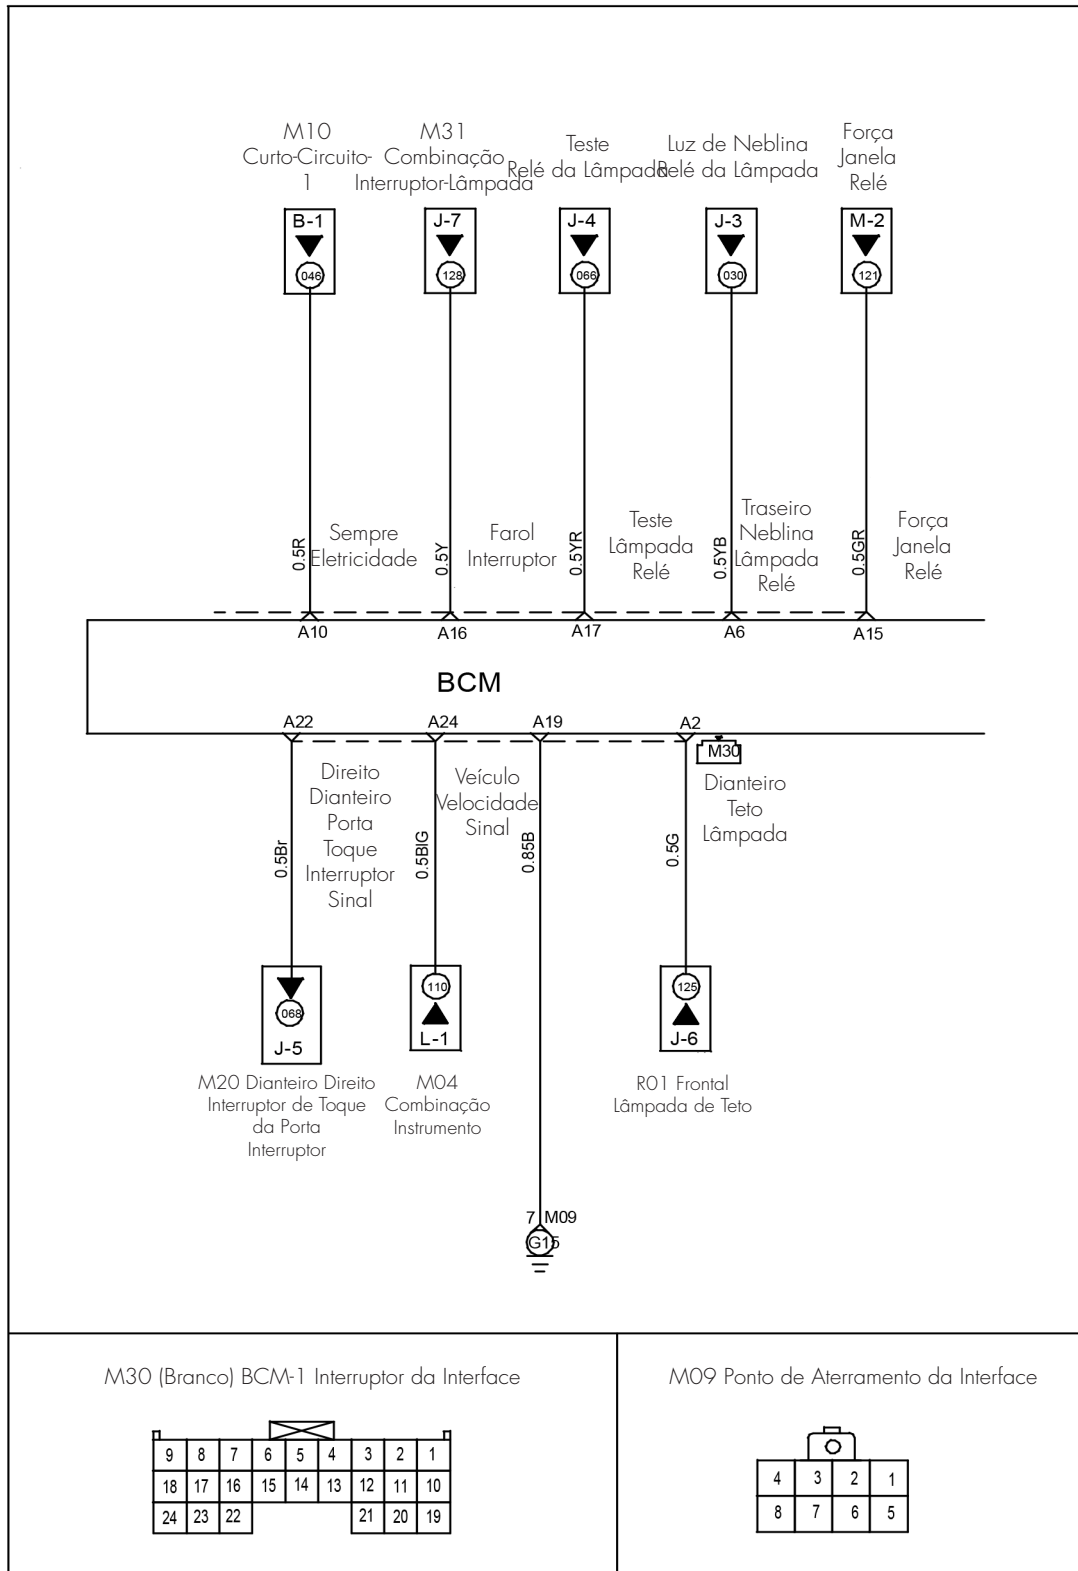 M10
Curto-Circuito-
1
M31
Combinação
Interruptor-Lâmpada
Teste
Relé da Lâmpada
Luz de Neblina
Relé da Lâmpada
Força
Janela
Relé
B-1
J-7
J-4
J-3
M-2
046
128
066
030
121
0.5R
Sempre
Eletricidade
0.5Y
Farol
Interruptor
0.5YR
Teste
Lâmpada
Relé
0.5YB
Traseiro
Neblina
Lâmpada
Relé
0.5GR
Força
Janela
Relé
A10
A16
A17
A6
A15
BCM
A22
A24
A19
A2
M30
0.5Br
Direito
Dianteiro
Porta
Toque
Interruptor
Sinal
0.5BlG
Veículo
Velocidade
Sinal
0.85B
0.5G
Dianteiro
Teto
Lâmpada
068
J-5
110
L-1
125
J-6
M20 Dianteiro Direito
Interruptor de Toque
da Porta
Interruptor
M04
Combinação
Instrumento
R01 Frontal
Lâmpada de Teto
7 M09
G15
M30 (Branco) BCM-1 Interruptor da Interface
9 8 7 6 5 4 3 2 1
18 17 16 15 14 13 12 11 10
24 23 22 21 20 19
M09 Ponto de Aterramento da Interface
4 3 2 1
8 7 6 5